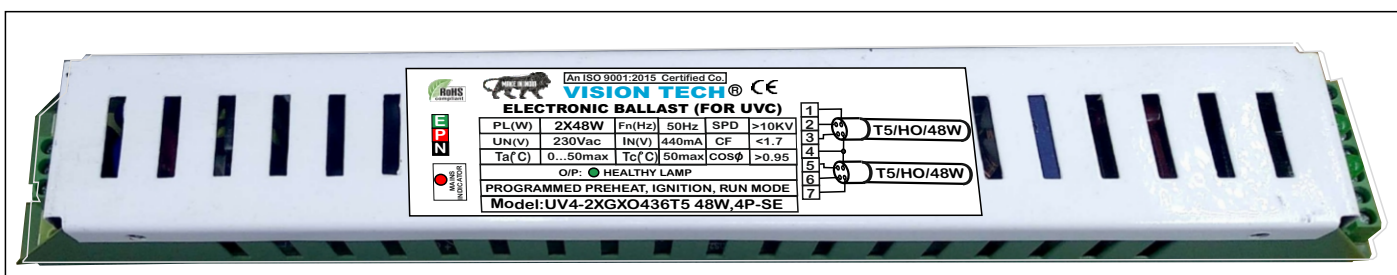 RoHS
compliant
MAKE IN INDIA
An ISO 9001:2015 Certified Co.
VISION TECH® CE
ELECTRONIC BALLAST (FOR UVC)
E
P
N
MAINS
INDICATOR
PL(W) 2X48W Fn(Hz) 50Hz SPD >10KV
UN(V) 230Vac IN(V) 440mA CF <1.7
Ta(°C) 0...50max Tc(°C) 50max COSφ >0.95
O/P: HEALTHY LAMP
PROGRAMMED PREHEAT, IGNITION, RUN MODE
Model:UV4-2XGXO436T5 48W,4P-SE
1
2
3
4
5
6
7
T5/HO/48W
T5/HO/48W